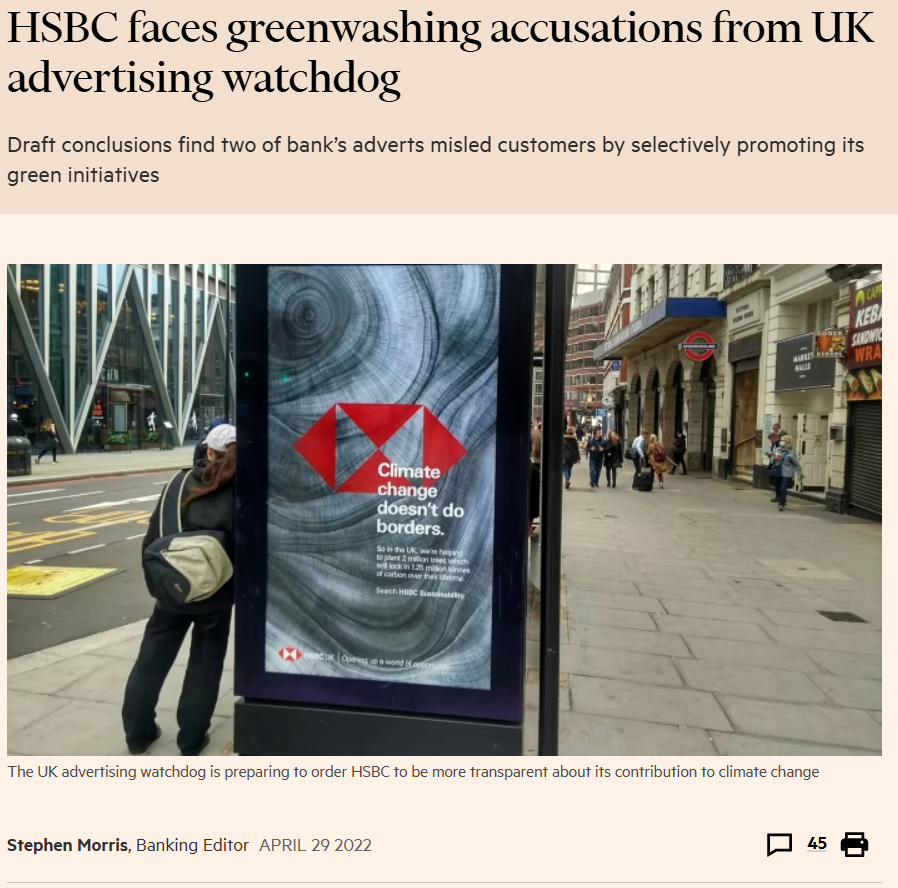 HSBC faces greenwashing accusations from UK
advertising watchdog
Draft conclusions find two of bank’s adverts misled customers by selectively promoting its
green initiatives
UNDERGROUND
MARKET
HALLS
KEBA
SANDWIC
WRA
Climate
change
doesn't do
borders.
So in the UK, we're helping
to plant 2 million trees which
will lock in 1.25 million tonnes
of carbon over their lifetime.
Search HSBC Sustainability
HSBC UK | Opening up a world of opportunity
The UK advertising watchdog is preparing to order HSBC to be more transparent about its contribution to climate change
Stephen Morris, Banking Editor APRIL 29 2022
45